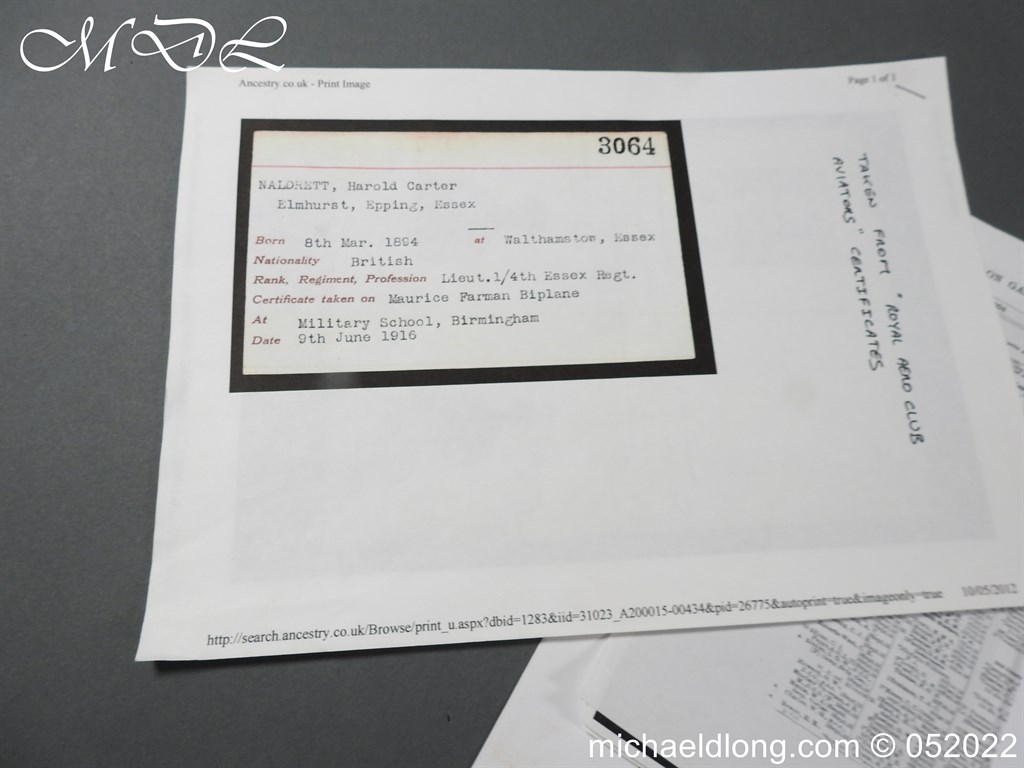 MDL
Ancestry.co.uk - Print Image
Page 1 of 1
3064
NALDRETT, Harold Carter
Elmhurst, Epping, Essex
Born 8th Mar. 1894 at Walthamstow, Essex
Nationality British
Rank, Regiment, Profession Lieut.1/4th Essex Regt.
Certificate taken on Maurice Farman Biplane
At Military School, Birmingham
Date 9th June 1916
TAKEN FROM "ROYAL AERO CLUB
AVIATORS" CERTIFICATES
http://search.ancestry.co.uk/Browse/print_u.aspx?dbid=1283&iid=31023_A200015-00434&pid=26775&autoprint=true&imageonly=true
10/05/2012
michaeldlong.com © 052022